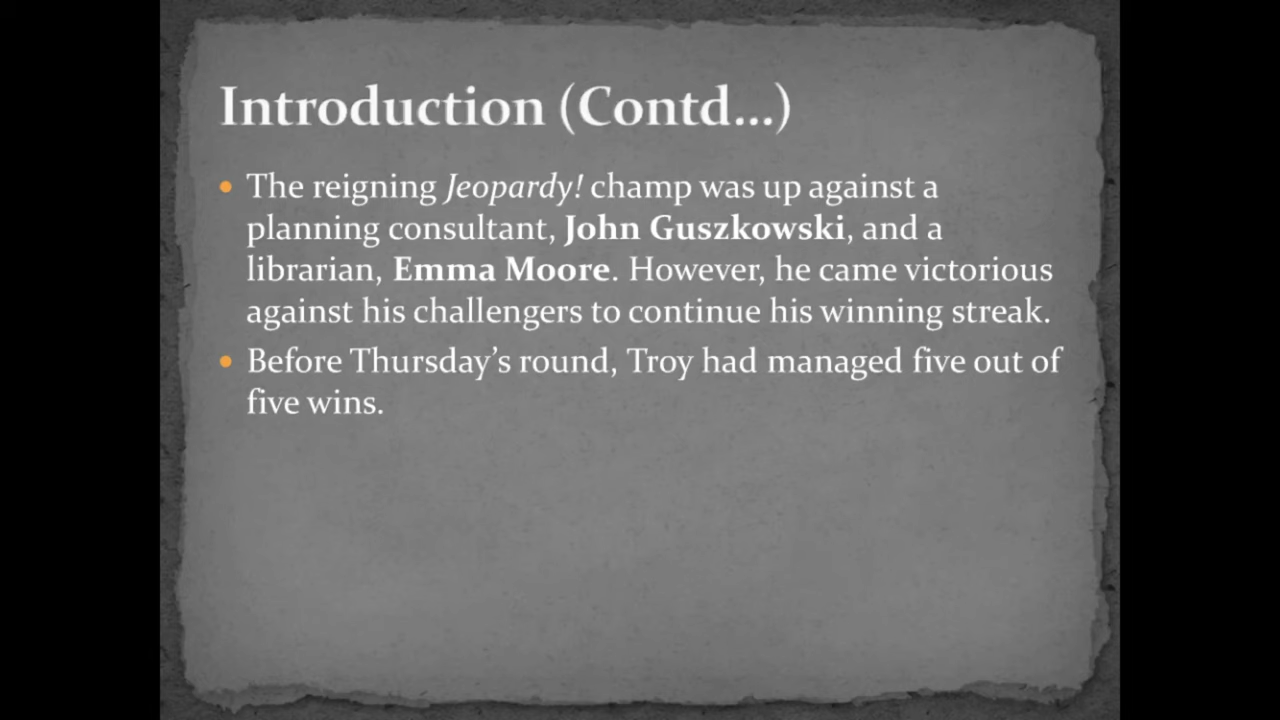 Introduction (Contd...)
• The reigning Jeopardy! champ was up against a
planning consultant, John Guszkowski, and a
librarian, Emma Moore. However, he came victorious
against his challengers to continue his winning streak.
• Before Thursday’s round, Troy had managed five out of
five wins.